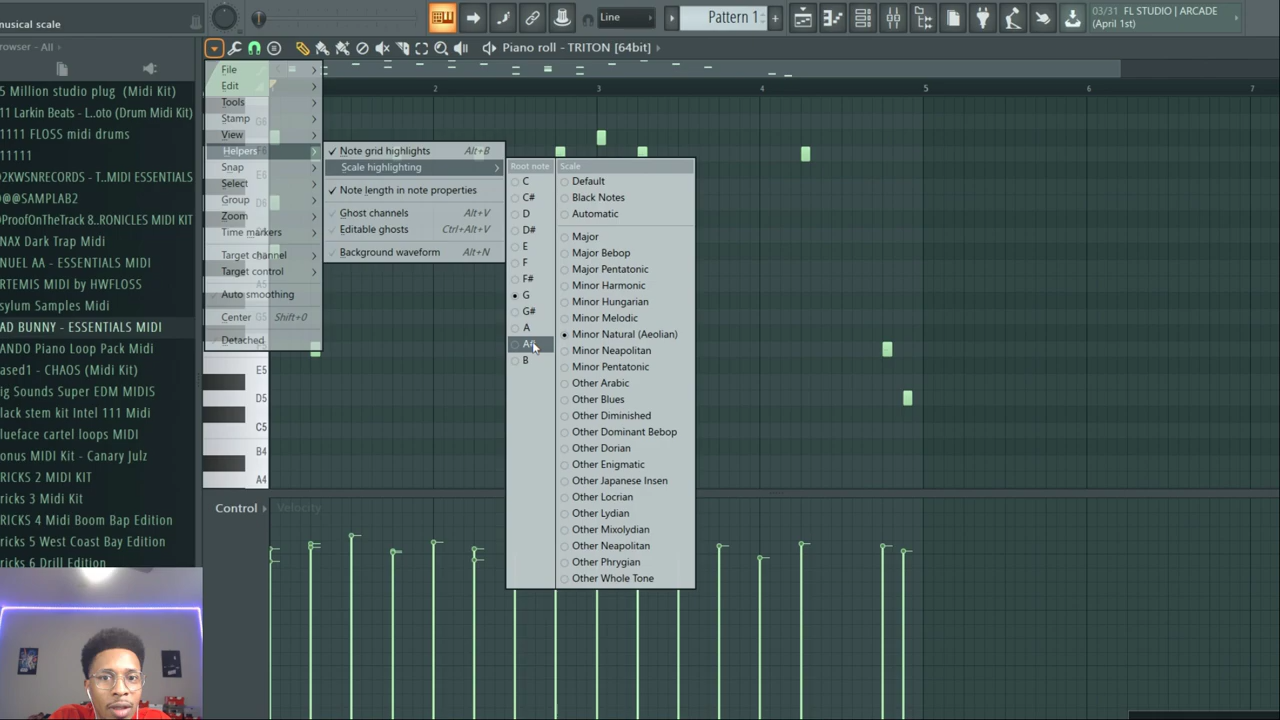 musical scale
Line
Pattern 1
+
03/31 FL STUDIO | ARCADE
(April 1st)
rowser - All
Piano roll - TRITON [64bit]
2 3 4 5 6 7
5 Million studio plug (Midi Kit)
11 Larkin Beats - L..oto (Drum Midi Kit)
1111 FLOSS midi drums
11111
2KWSNRECORDS - T..MIDI ESSENTIALS
@@SAMPLAB2
ProofOnTheTrack 8..RONICLES MIDI KIT
NAX Dark Trap Midi
NUEL AA - ESSENTIALS MIDI
RTEMIS MIDI by HWFLOSS
sylum Samples Midi
AD BUNNY - ESSENTIALS MIDI
ANDO Piano Loop Pack Midi
ased1 - CHAOS (Midi Kit)
ig Sounds Super EDM MIDIS
lack stem kit Intel 111 Midi
lueface cartel loops MIDI
onus MIDI Kit - Canary Julz
RICKS 2 MIDI KIT
ricks 3 Midi Kit
RICKS 4 Midi Boom Bap Edition
ricks 5 West Coast Bay Edition
ricks 6 Drill Edition
File
Edit
Tools
Stamp
View
Helpers
Snap
Select
Group
Zoom
Time markers
Target channel
Target control
Auto smoothing
Center Shift+0
Detached
Note grid highlights Alt+B
Scale highlighting
Note length in note properties
Ghost channels Alt+V
Editable ghosts Ctrl+Alt+V
Background waveform Alt+N
Root note
C
C#
D
D#
E
F
F#
G
G#
A
A#
B
Scale
Default
Black Notes
Automatic
Major
Major Bebop
Major Pentatonic
Minor Harmonic
Minor Hungarian
Minor Melodic
Minor Natural (Aeolian)
Minor Neapolitan
Minor Pentatonic
Other Arabic
Other Blues
Other Diminished
Other Dominant Bebop
Other Dorian
Other Enigmatic
Other Japanese Insen
Other Locrian
Other Lydian
Other Mixolydian
Other Neapolitan
Other Phrygian
Other Whole Tone
E5
D5
C5
B4
A4
Control
Velocity